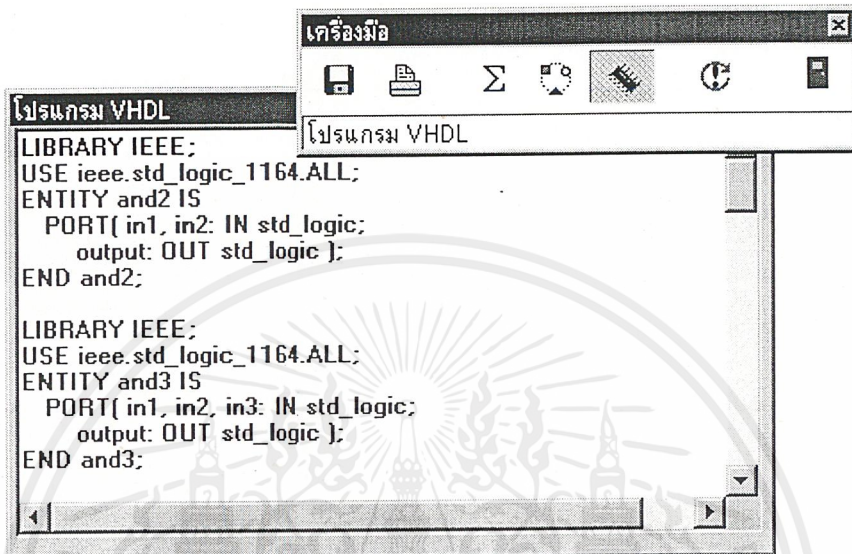 เครื่องมือ
Σ
โปรแกรม VHDL
โปรแกรม VHDL
LIBRARY IEEE;
USE ieee.std_logic_1164.ALL;
ENTITY and2 IS
PORT( in1, in2: IN std_logic;
output: OUT std_logic );
END and2;
LIBRARY IEEE;
USE ieee.std_logic_1164.ALL;
ENTITY and3 IS
PORT( in1, in2, in3: IN std_logic;
output: OUT std_logic );
END and3;